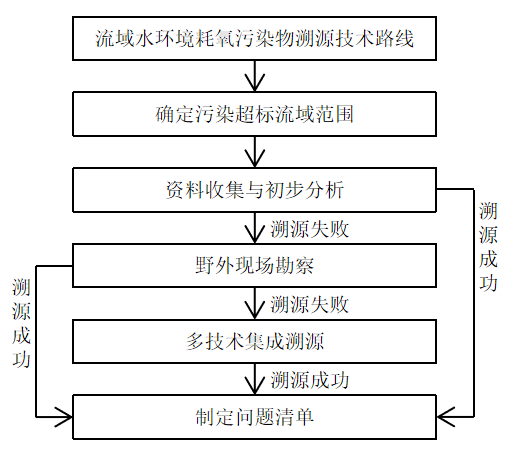 流域水环境耗氧污染物溯源技术路线
确定污染超标流域范围
资料收集与初步分析
溯源失败
溯源成功
野外现场勘察
溯源失败
溯源成功
多技术集成溯源
溯源成功
制定问题清单